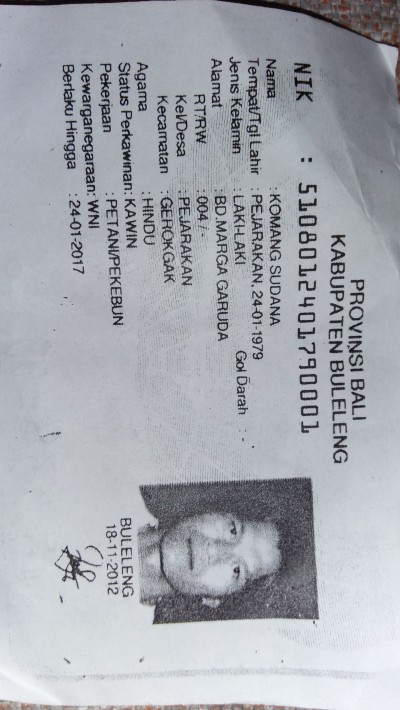 PROVINSI BALI
KABUPATEN BULELENG
NIK : 5108012401790001
Nama : KOMANG SUDANA
Tempat/Tgl Lahir : PEJARAKAN, 24-01-1979
Jenis Kelamin : LAKI-LAKI Gol Darah : -
Alamat : BD.MARGA GARUDA
RT/RW : 004 / -
Kel/Desa : PEJARAKAN
Kecamatan : GEROKGAK
Agama : HINDU
Status Perkawinan: KAWIN
Pekerjaan : PETANI/PEKEBUN
Kewarganegaraan: WNI
Berlaku Hingga : 24-01-2017
BULELENG
18-11-2012